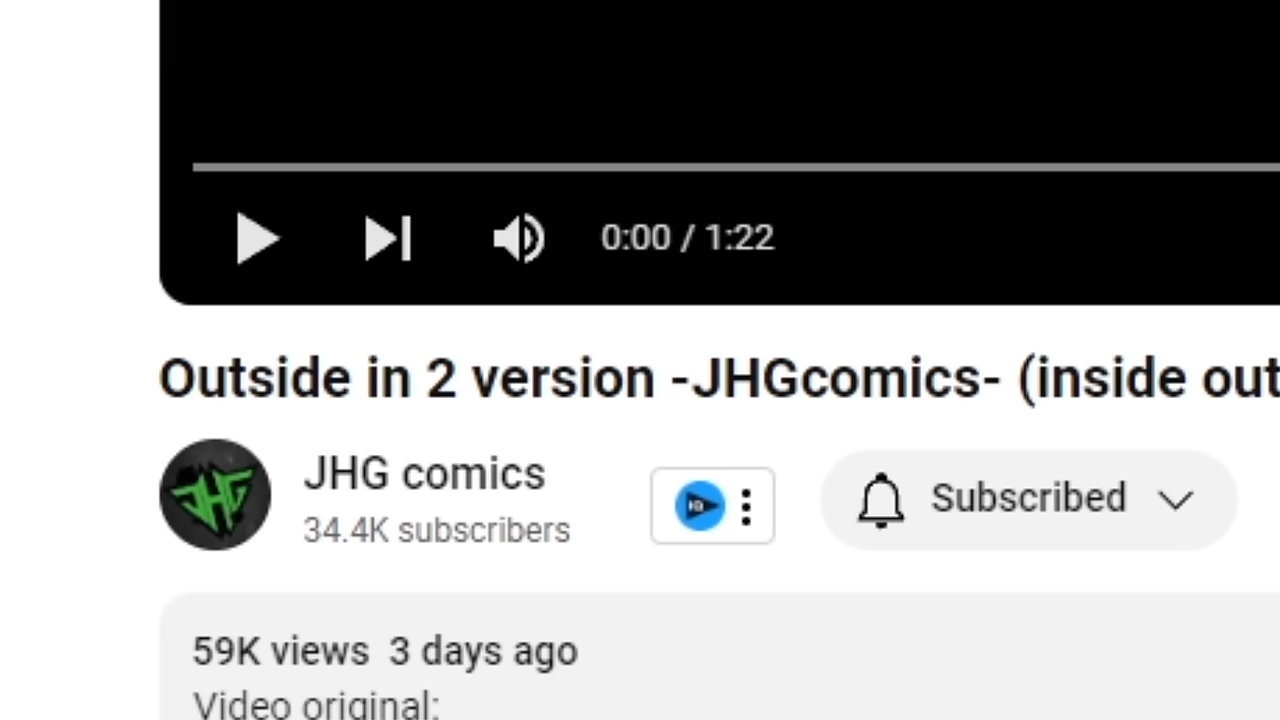 0:00 / 1:22
Outside in 2 version -JHGcomics- (inside out
JHG
JHG comics
34.4K subscribers
Subscribed
59K views 3 days ago
Video original: